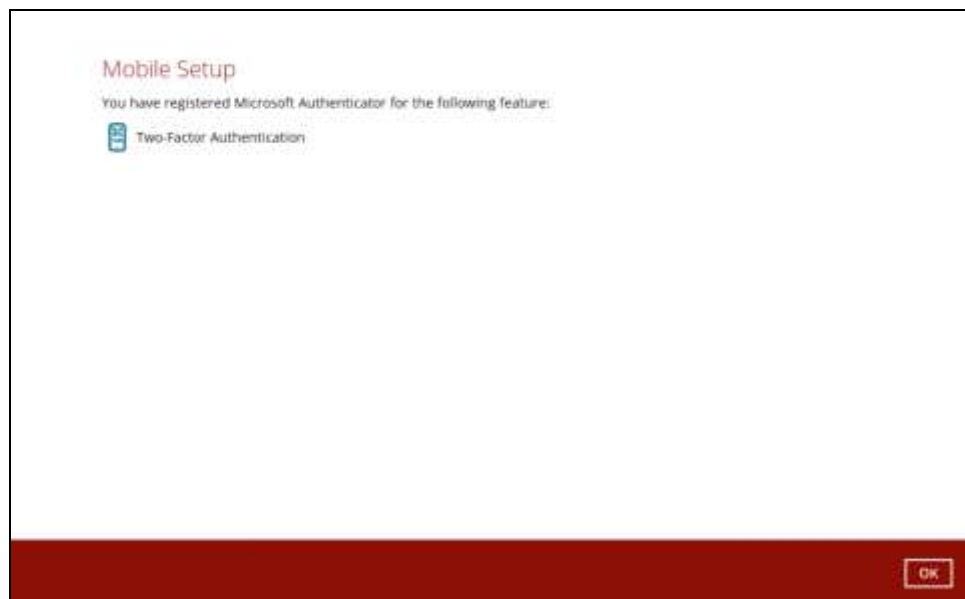 Mobile Setup
You have registered Microsoft Authenticator for the following feature:
Two-Factor Authentication
OK